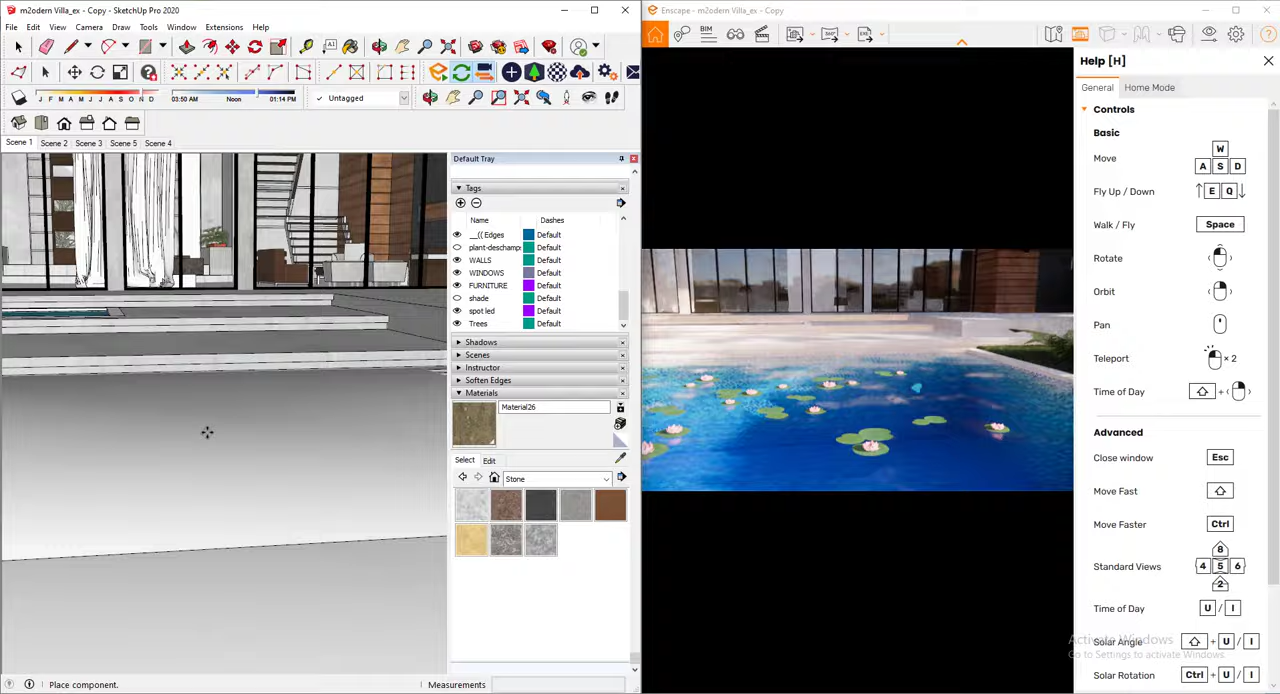 m2odern Villa_ex - Copy - SketchUp Pro 2020
File Edit View Camera Draw Tools Window Extensions Help
J F M A M J J A S O N D
03:50 AM Noon 01:14 PM
✓ Untagged
Scene 1 Scene 2 Scene 3 Scene 5 Scene 4
Default Tray
Tags
Name Dashes
__((Edges Default
plant-deschamp: Default
WALLS Default
WINDOWS Default
FURNITURE Default
shade Default
spot led Default
Trees Default
Shadows
Scenes
Instructor
Soften Edges
Materials
Material26
Select Edit
Stone
Place component.
Measurements
Enscape - m2odern Villa_ex - Copy
BIM
360°
EXE
Help [H]
General Home Mode
Controls
Basic
Move W A S D
Fly Up / Down E Q
Walk / Fly Space
Rotate
Orbit
Pan
Teleport × 2
Time of Day +
Advanced
Close window Esc
Move Fast
Move Faster Ctrl
Standard Views 8 4 5 6 2
Time of Day U / I
Solar Angle + U / I
Solar Rotation Ctrl + U / I
Activate Windows
Go to Settings to activate Windows.